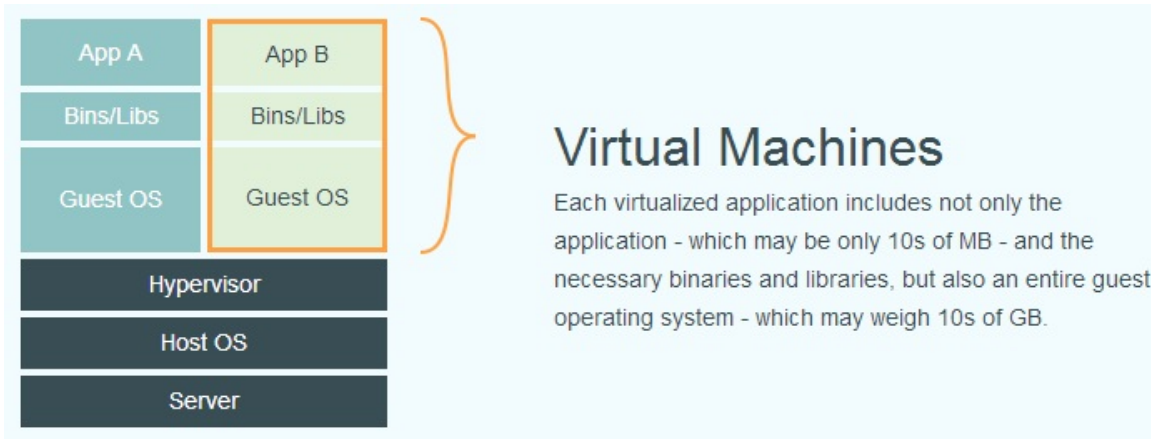 App A
App B
Bins/Libs
Bins/Libs
Guest OS
Guest OS
Hypervisor
Host OS
Server
Virtual Machines
Each virtualized application includes not only the
application - which may be only 10s of MB - and the
necessary binaries and libraries, but also an entire guest
operating system - which may weigh 10s of GB.